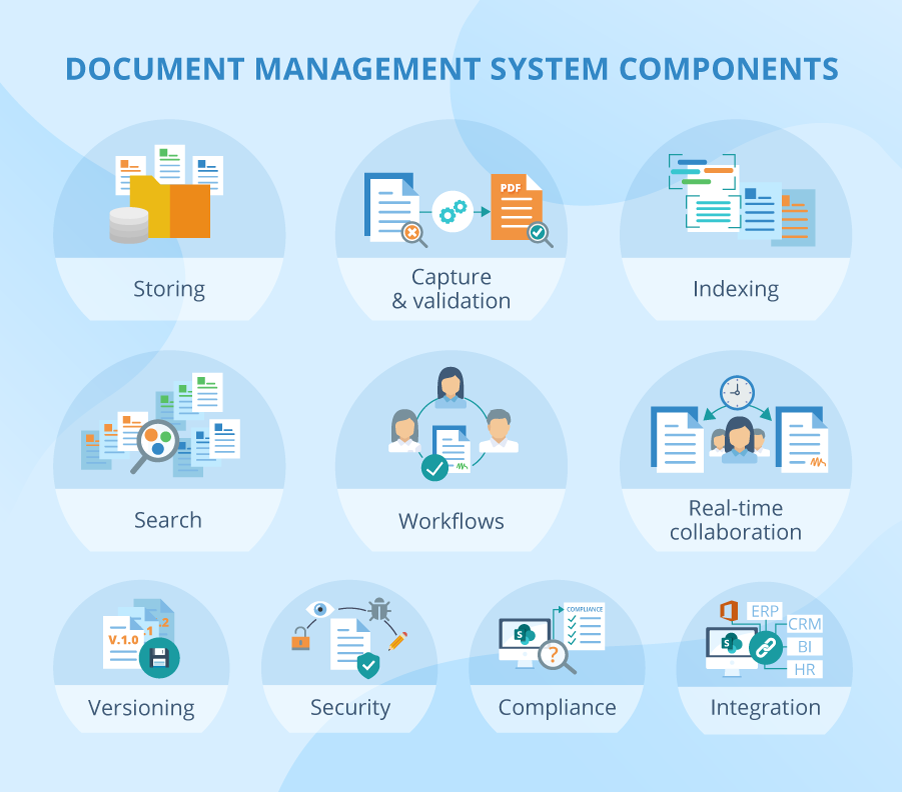 DOCUMENT MANAGEMENT SYSTEM COMPONENTS
PDF
Storing
Capture
& validation
Indexing
Search
Workflows
Real-time
collaboration
V.1.0
.1
.2
S
COMPLIANCE
?
S
ERP
CRM
BI
HR
Versioning
Security
Compliance
Integration